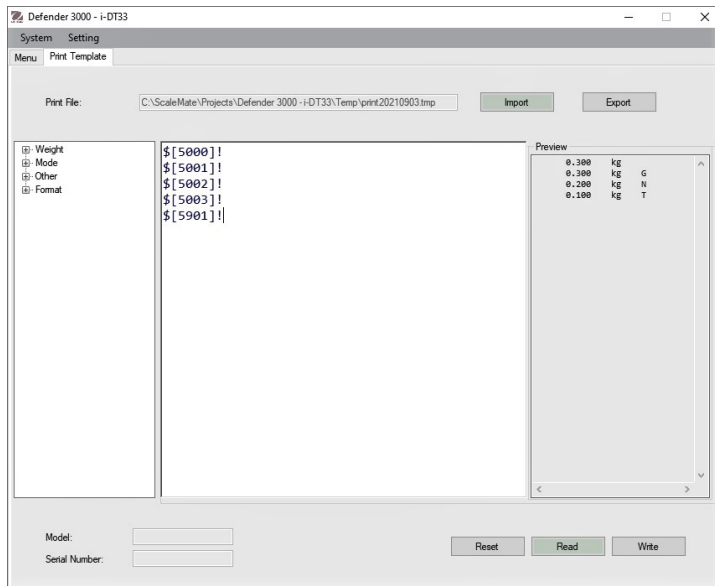 Defender 3000 - i-DT33
System Setting
Menu Print Template
Print File: C:\ScaleMate\Projects\Defender 3000 - i-DT33\Temp\print20210903.tmp Import Export
Weight
Mode
Other
Format
$[5000]!
$[5001]!
$[5002]!
$[5003]!
$[5901]!
Preview
0.300 kg
0.300 kg G
0.200 kg N
0.100 kg T
Model:
Serial Number:
Reset Read Write